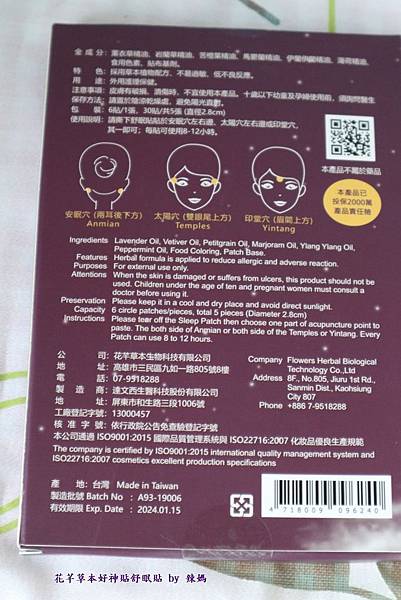 全 成 分： 薰衣草精油、岩蘭草精油、苦橙葉精油、馬鬱蘭精油、伊蘭伊蘭精油、薄荷精油、
食用色素、貼布基劑。
特 色： 採用草本植物配方、不易過敏、低不良反應。
用 途： 外用護理保健。
注意事項： 皮膚有破損、潰傷時，不宜使用本產品，十歲以下幼童及孕婦使用前，須詢問醫生
保存方法： 請置於陰涼乾燥處，避免陽光直射。
包 裝： 6貼/1張，30貼/共5張 (直徑2.8cm)
使用說明： 請撕下舒眠貼貼於安眠穴左右邊、太陽穴左右邊或印堂穴，
其一即可；每貼可使用8-12小時。
本產品不屬於藥品
本產品已
投保2000萬
產品責任險
安眠穴 (兩耳後下方)
Anmian
太陽穴 (雙眼尾上方)
Temples
印堂穴 (眉間上方)
Yintang
Ingredients Lavender Oil, Vetiver Oil, Petitgrain Oil, Marjoram Oil, Ylang Ylang Oil,
Peppermint Oil, Food Coloring, Patch Base.
Features Herbal formula is applied to reduce allergic and adverse reaction.
Purposes For external use only.
Attentions When the skin is damaged or suffers from ulcers, this product should not be
used. Children under the age of ten and pregnant women must consult a
doctor before using it.
Preservation Please keep it in a cool and dry place and avoid direct sunlight.
Capacity 6 circle patches/pieces, total 5 pieces (Diameter 2.8cm)
Instructions Please tear off the Sleep Patch then choose one part of acupuncture point to
paste. The both side of Anmian or both side of the Temples or Yintang. Every
Patch can use 8 to 12 hours.
公 司： 花芊草本生物科技有限公司
地 址： 高雄市三民區九如一路805號8樓
電 話： 07-9518288
製 造 商： 達文西生醫科技股份有限公司
地 址： 屏東市和生路三段1006號
工廠登記字號： 13000457
核 准 字 號： 依行政院公告免查驗登記字號
Company Flowers Herbal Biological
Technology Co.,Ltd
Address 8F., No.805, Jiuru 1st Rd.,
Sanmin Dist., Kaohsiung
City 807
Phone +886 7-9518288
本公司通過 ISO9001:2015 國際品質管理系統與 ISO22716:2007 化妝品優良生產規範
The company is certified by ISO9001:2015 international quality management system and
ISO22716:2007 cosmetics excellent production specifications
產 地：台灣 Made in Taiwan
製造批號 Batch No : A93-19006
有效期限 Exp. Date : 2024.01.15
4 718009 096240
花芊草本好神貼舒眠貼 by 辣媽